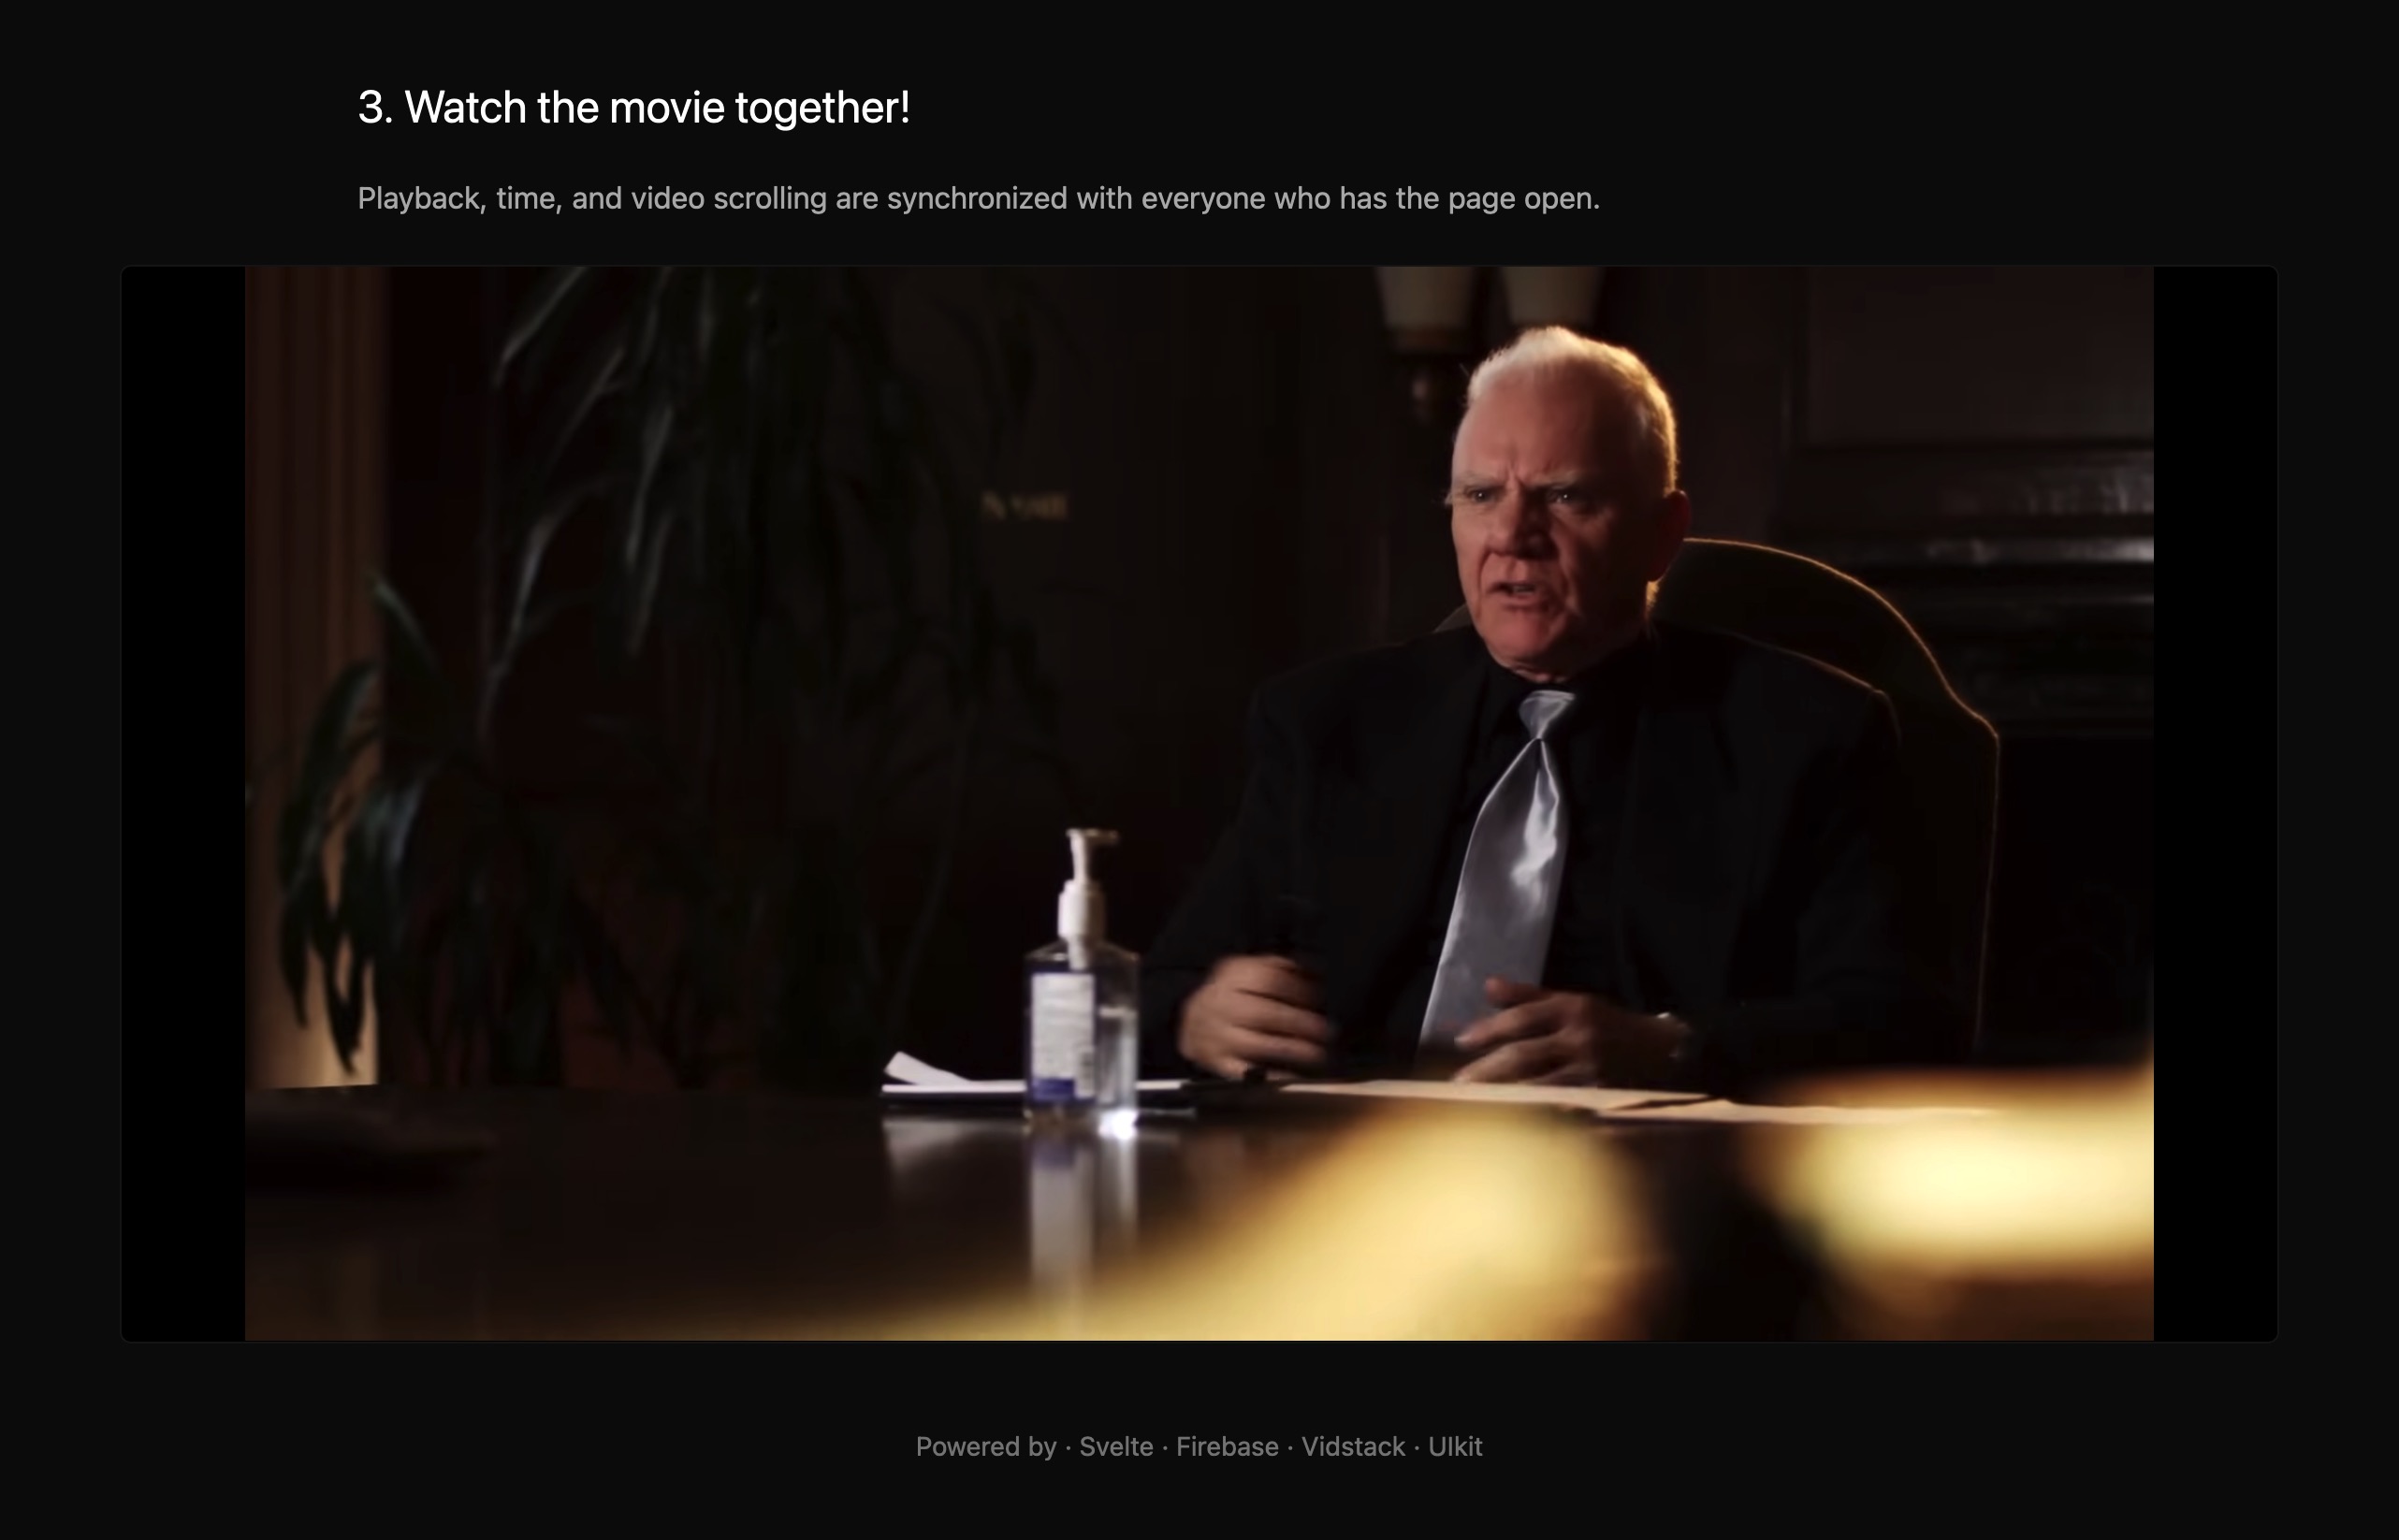 3. Watch the movie together!
Playback, time, and video scrolling are synchronized with everyone who has the page open.
Powered by · Svelte · Firebase · Vidstack · UIkit